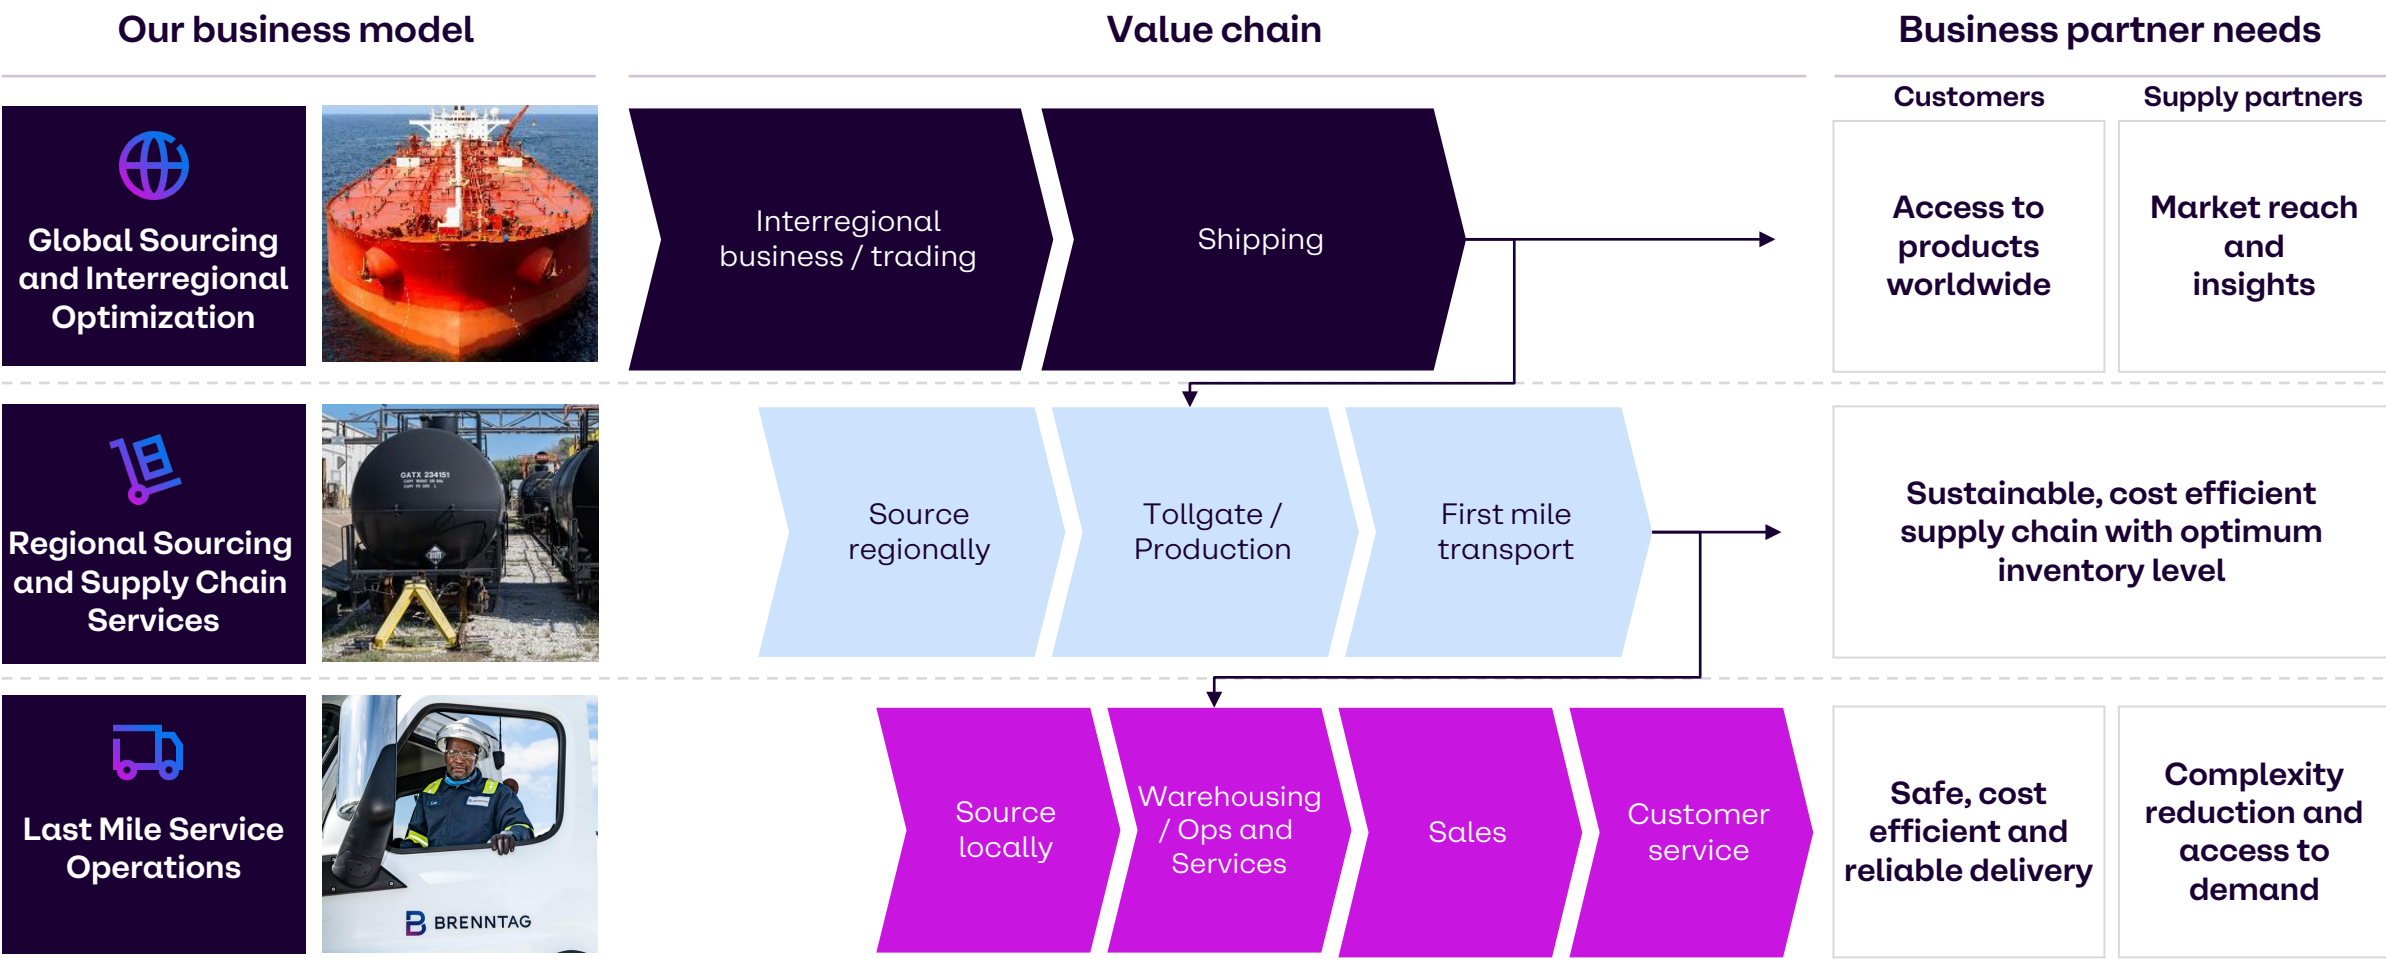 Our business model
Value chain
Business partner needs
Customers
Supply partners
Global Sourcing
and Interregional
Optimization
Interregional
business / trading
Shipping
Access to
products
worldwide
Market reach
and
insights
Regional Sourcing
and Supply Chain
Services
GATX 234151
Source
regionally
Tollgate /
Production
First mile
transport
Sustainable, cost efficient
supply chain with optimum
inventory level
Last Mile Service
Operations
BRENNTAG
Source
locally
Warehousing
/ Ops and
Services
Sales
Customer
service
Safe, cost
efficient and
reliable delivery
Complexity
reduction and
access to
demand